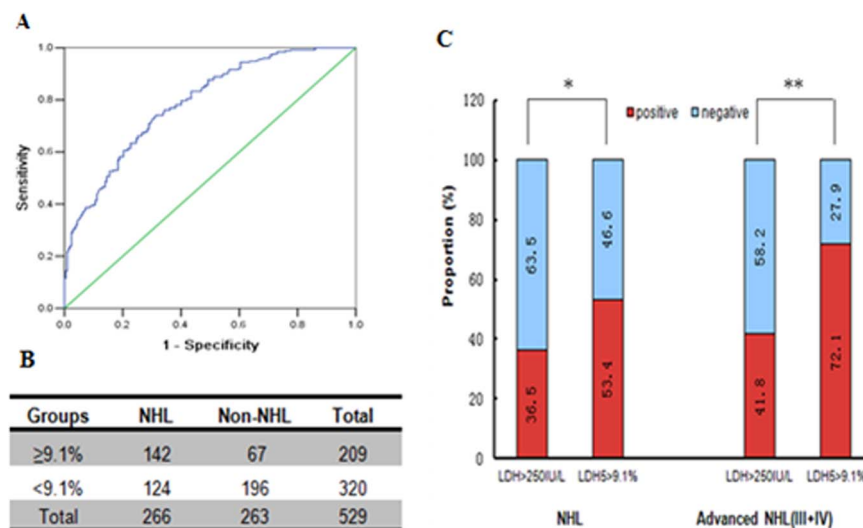 A
1.0
0.8
0.6
0.4
0.2
0.0
Sensitivity
0.0 0.2 0.4 0.6 0.8 1.0
1 - Specificity
B
Groups NHL Non-NHL Total
≥9.1% 142 67 209
<9.1% 124 196 320
Total 266 263 529
C
* **
positive negative
120
100
80
60
40
20
0
Proportion (%)
63.5 46.6 58.2 27.9
36.5 53.4 41.8 72.1
LDH>250IU/L LDH5>9.1% LDH>250IU/L LDH5>9.1%
NHL Advanced NHL(III+IV)